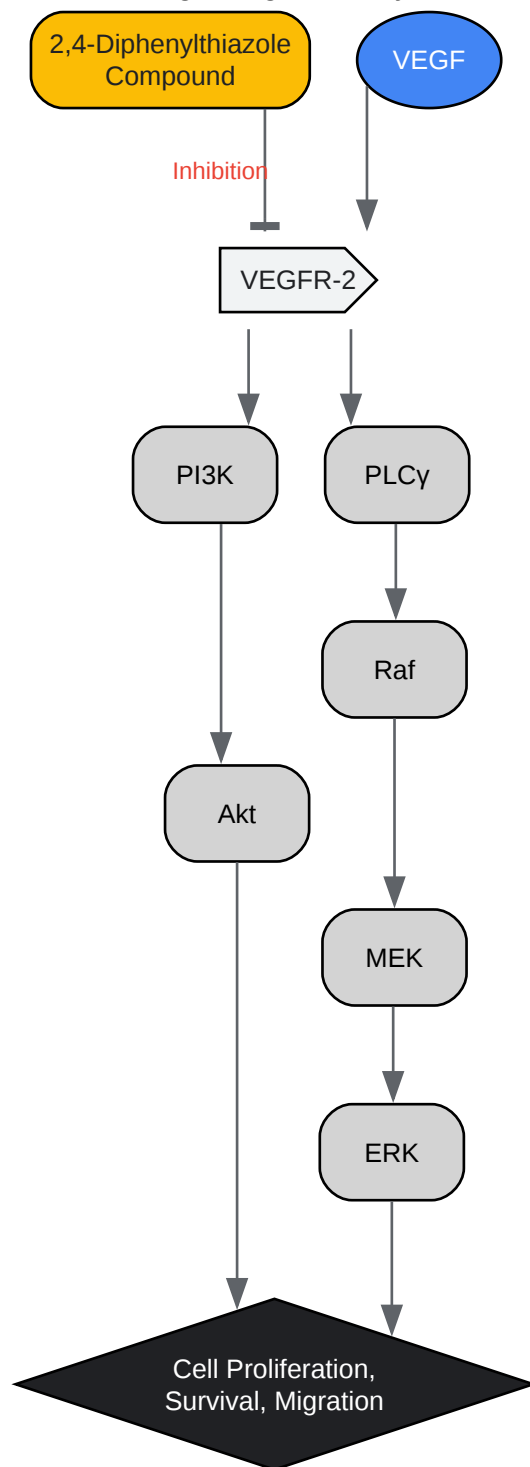 2,4-Diphenylthiazole
Compound
VEGF
Inhibition
VEGFR-2
PI3K
PLCγ
Raf
Akt
MEK
ERK
Cell Proliferation,
Survival, Migration